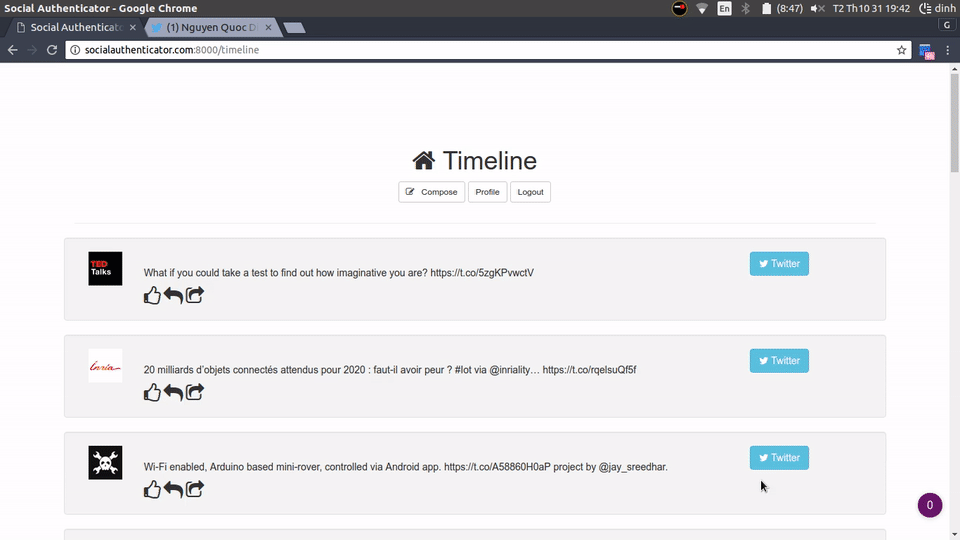 Social Authenticator - Google Chrome
En
(8:47)
T2 Th10 31 19:42
dinh
Social Authenticat
(1) Nguyen Quoc D
G
socialauthenticator.com:8000/timeline
Timeline
Compose
Profile
Logout
TED
Talks
What if you could take a test to find out how imaginative you are? https://t.co/5zgKPvwctV
Twitter
Inria
20 milliards d'objets connectés attendus pour 2020 : faut-il avoir peur ? #Iot via @inriality… https://t.co/rqelsuQf5f
Twitter
Wi-Fi enabled, Arduino based mini-rover, controlled via Android app. https://t.co/A58860H0aP project by @jay_sreedhar.
Twitter
0